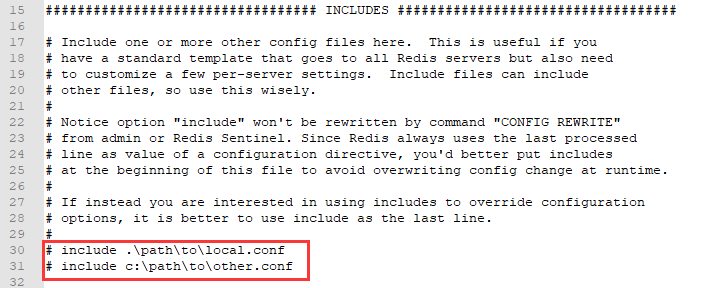 15 ################################## INCLUDES ###################################
16
17 # Include one or more other config files here.  This is useful if you
18 # have a standard template that goes to all Redis servers but also need
19 # to customize a few per-server settings.  Include files can include
20 # other files, so use this wisely.
21 #
22 # Notice option "include" won't be rewritten by command "CONFIG REWRITE"
23 # from admin or Redis Sentinel. Since Redis always uses the last processed
24 # line as value of a configuration directive, you'd better put includes
25 # at the beginning of this file to avoid overwriting config change at runtime.
26 #
27 # If instead you are interested in using includes to override configuration
28 # options, it is better to use include as the last line.
29 #
30 # include .\path\to\local.conf
31 # include c:\path\to\other.conf
32